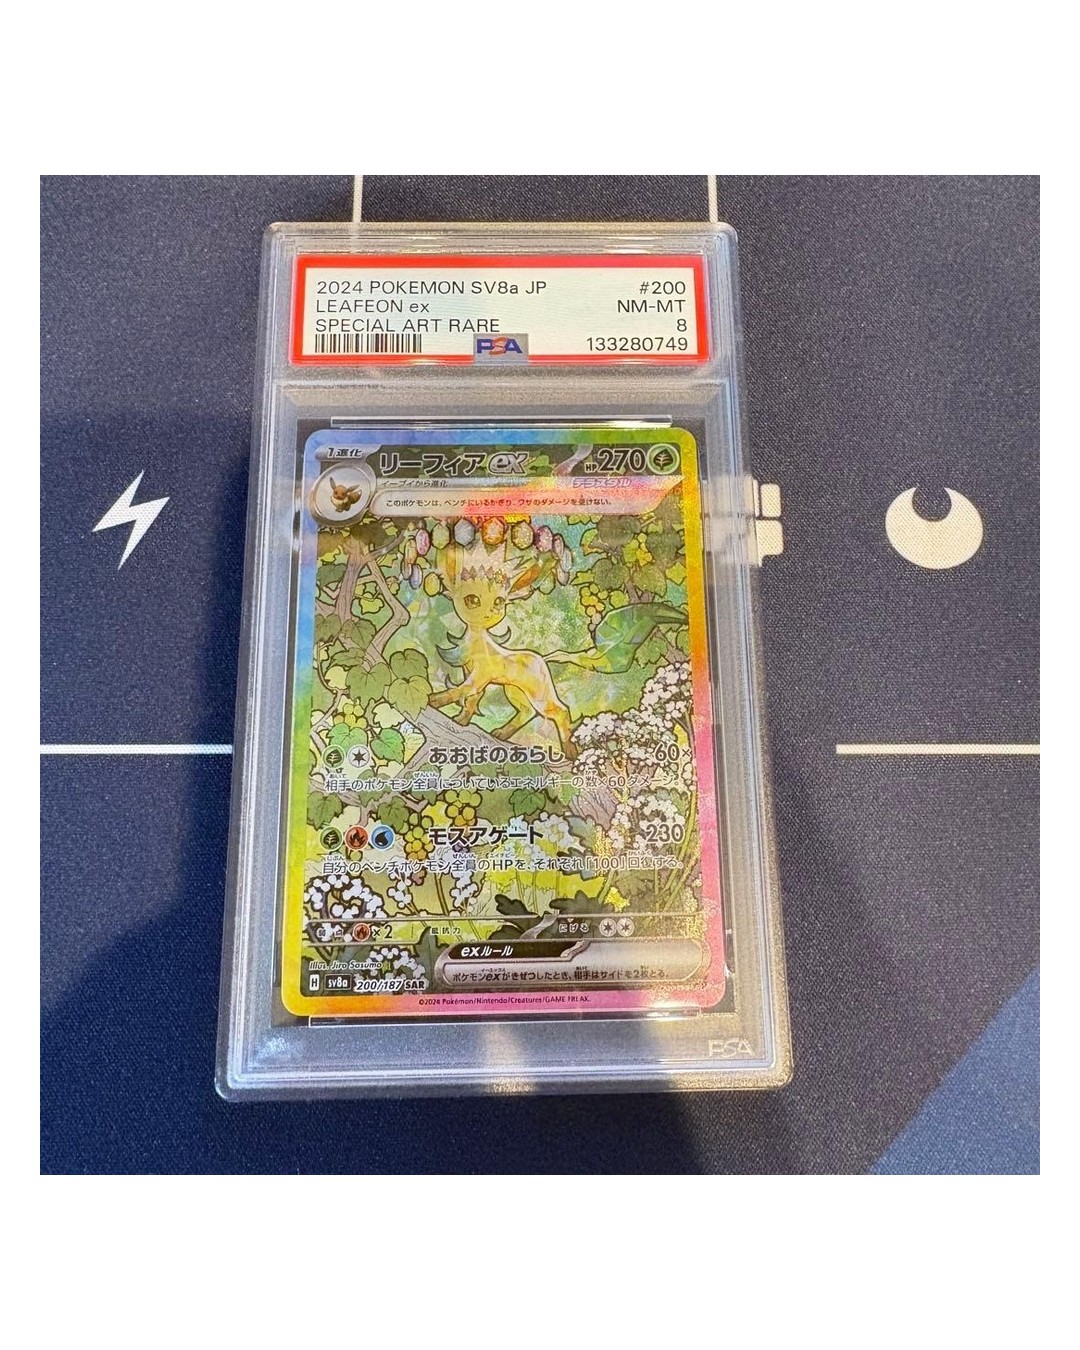 2024 POKEMON SV8a JP #200
LEAFEON ex NM-MT
SPECIAL ART RARE 8
PSA 133280749
1進化 リーフィアex HP270
イーブイから進化 テラスタル
このポケモンは、ベンチにいるかぎり、ワザのダメージを受けない。
あおばのあらし 60×
相手のポケモン全員についているエネルギーの数×60ダメージ。
モスアゲート 230
自分のベンチポケモン全員のHPを、それぞれ「100」回復する。
弱点 ×2 抵抗力 にげる
exルール
ポケモンexがきぜつしたとき、相手はサイドを2枚とる。
Illus. Jiro Sasumo
H sv8a 200/187 SAR
©2024 Pokémon/Nintendo/Creatures/GAME FREAK.
PSA